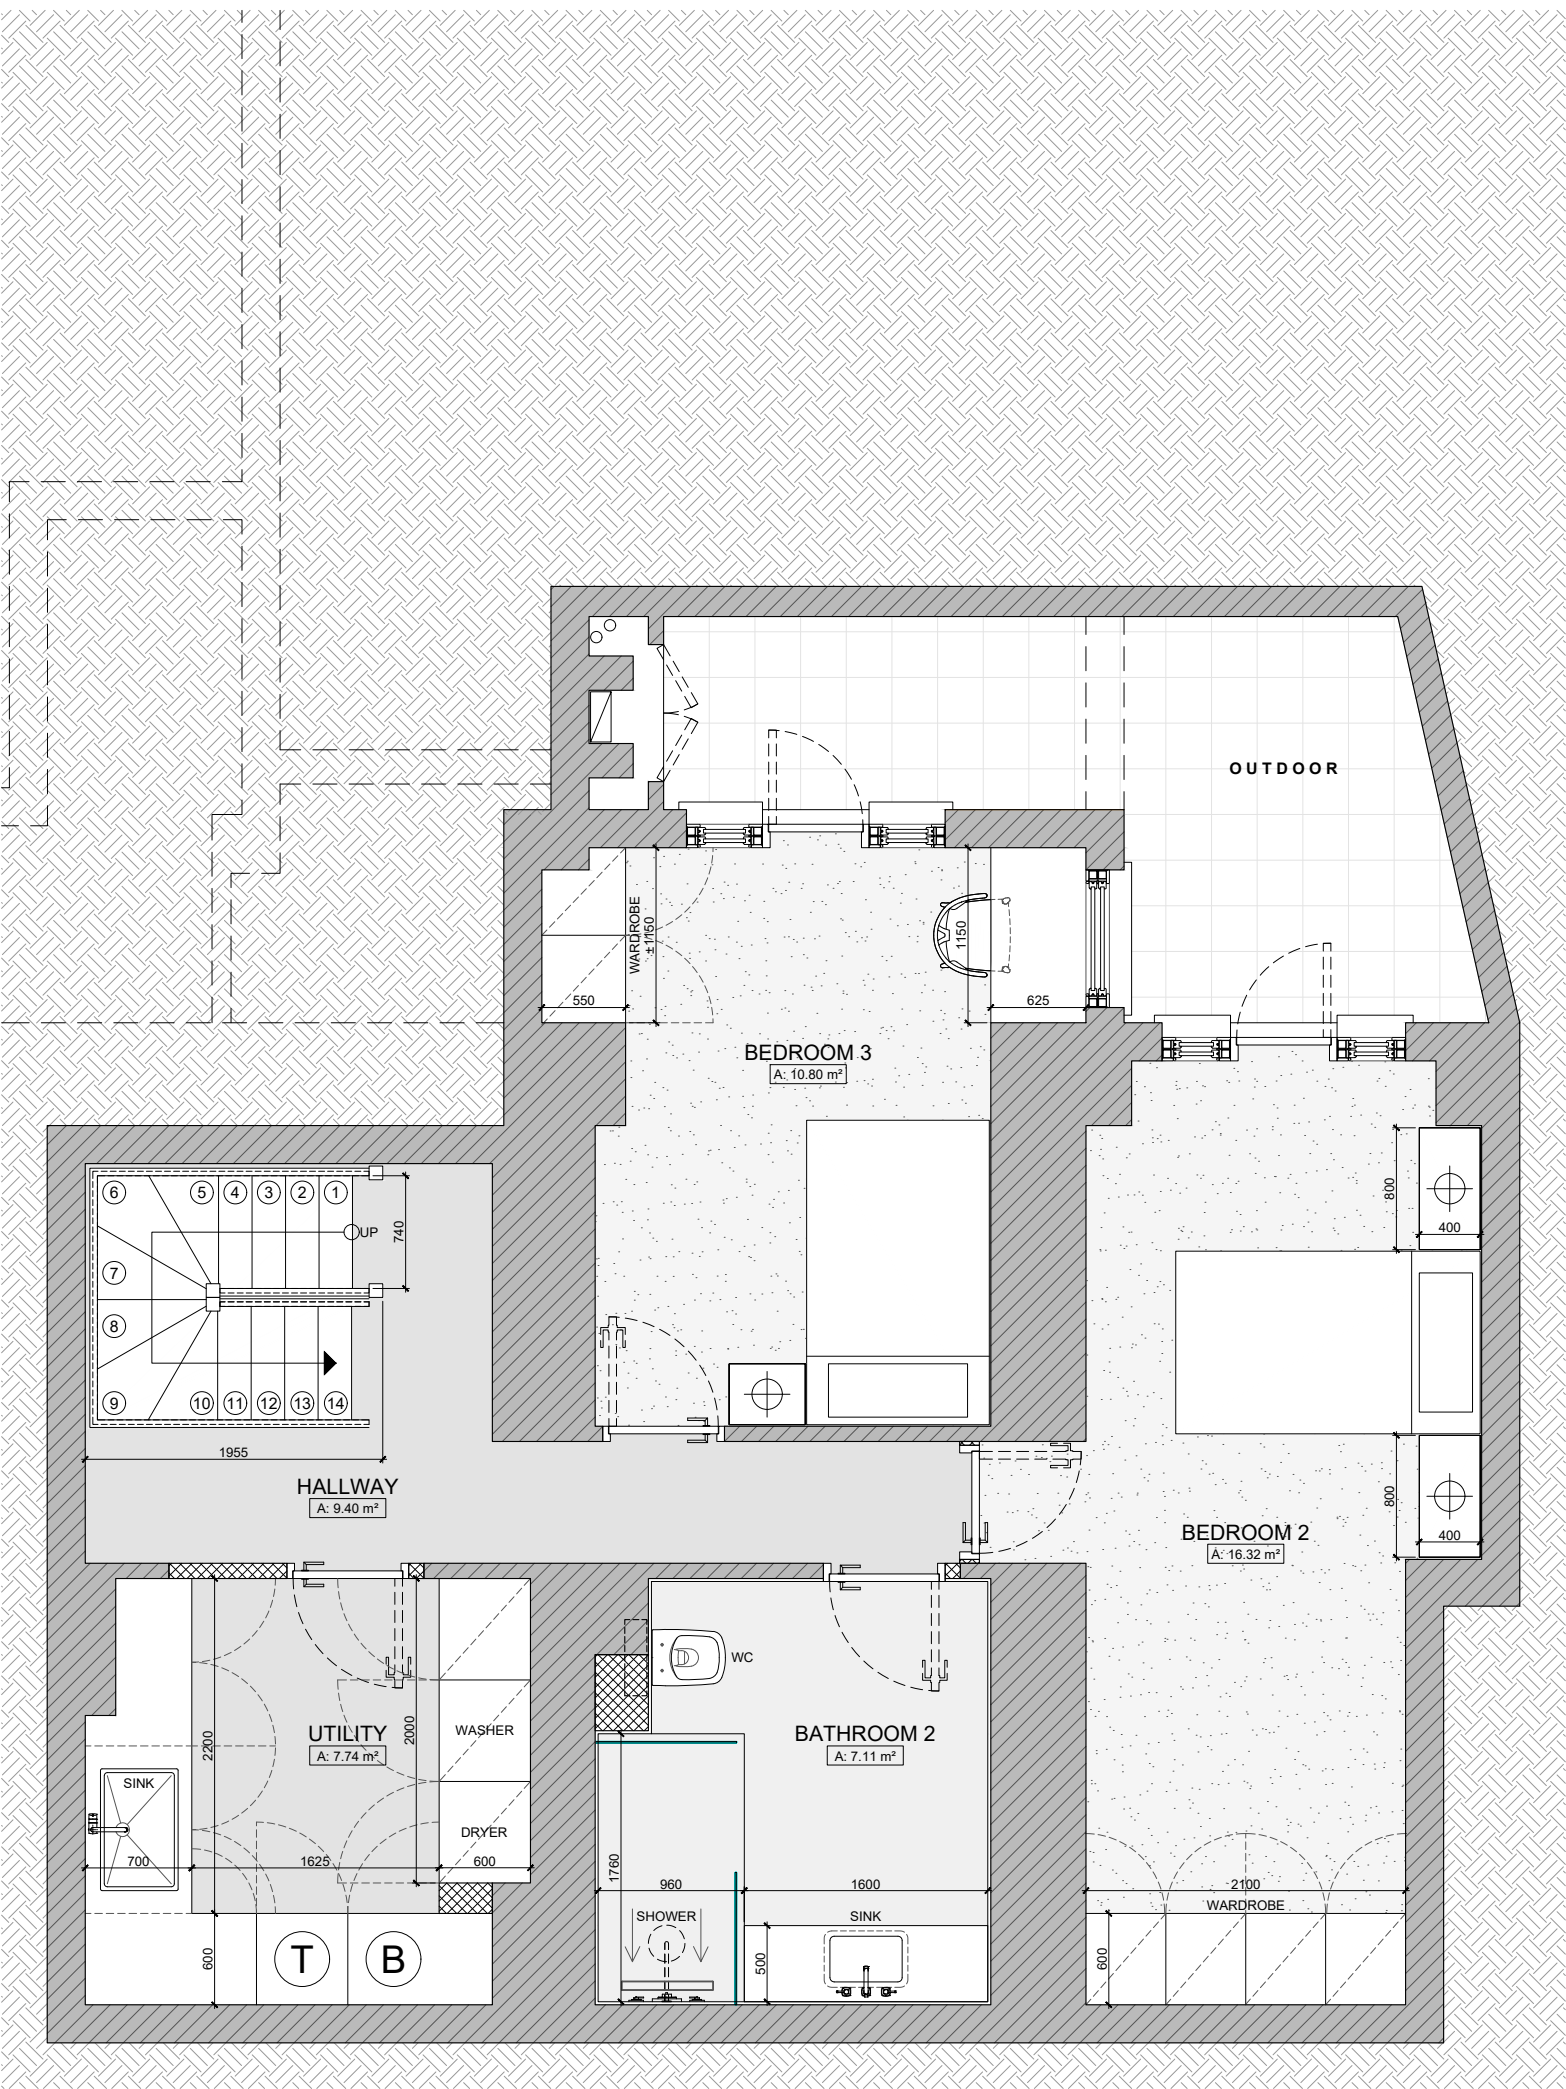 OUTDOOR
WARDROBE
±1150
1150
550
625
BEDROOM 3
A: 10.80 m²
6
5
4
3
2
1
UP
740
7
8
9
10
11
12
13
14
1955
HALLWAY
A: 9.40 m²
800
400
800
400
BEDROOM 2
A: 16.32 m²
WC
UTILITY
A: 7.74 m²
2200
2000
WASHER
BATHROOM 2
A: 7.11 m²
SINK
DRYER
700
1625
600
1760
960
1600
2100
SHOWER
SINK
WARDROBE
600
T
B
500
600